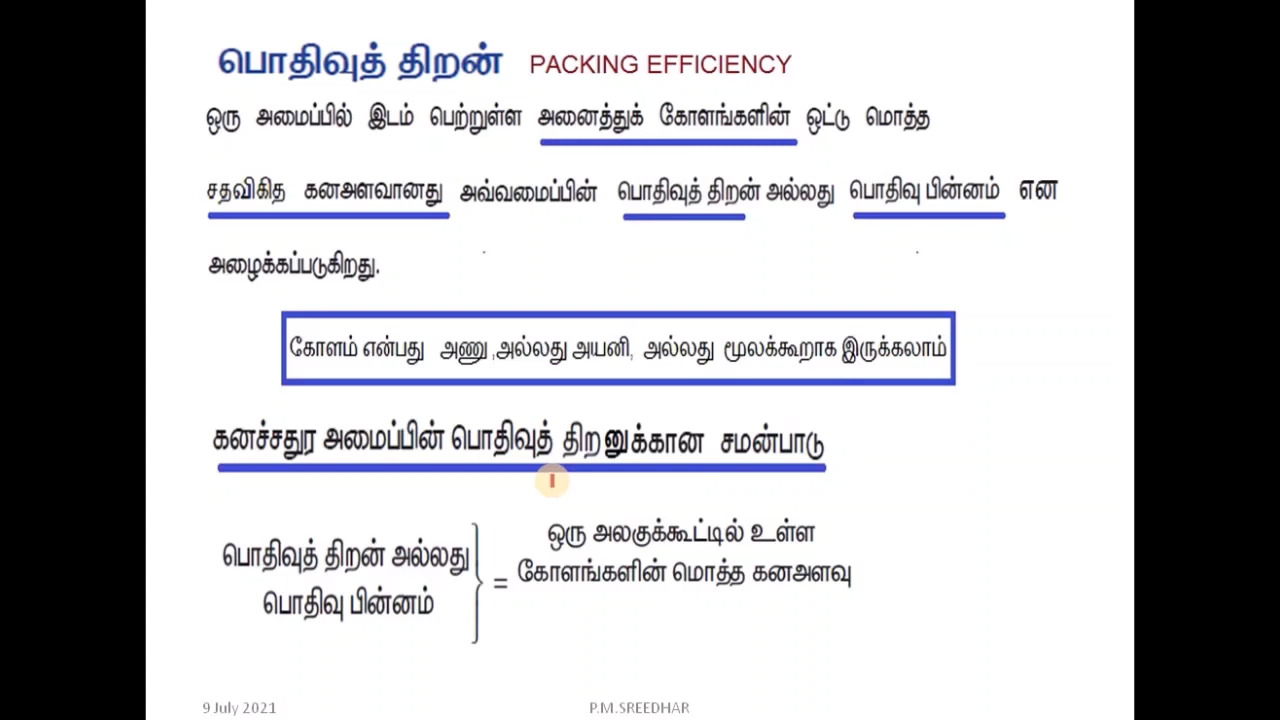 பொதிவுத் திறன் PACKING EFFICIENCY
ஒரு அமைப்பில் இடம் பெற்றுள்ள அனைத்துக் கோளங்களின் ஒட்டு மொத்த
சதவிகித கனஅளவானது அவ்வமைப்பின் பொதிவுத் திறன் அல்லது பொதிவு பின்னம் என
அழைக்கப்படுகிறது.
கோளம் என்பது அணு ,அல்லது அயனி, அல்லது மூலக்கூறாக இருக்கலாம்
கனச்சதுர அமைப்பின் பொதிவுத் திறனுக்கான சமன்பாடு
ஒரு அலகுக்கூட்டில் உள்ள
பொதிவுத் திறன் அல்லது
= கோளங்களின் மொத்த கனஅளவு
பொதிவு பின்னம்
9 July 2021 P.M.SREEDHAR